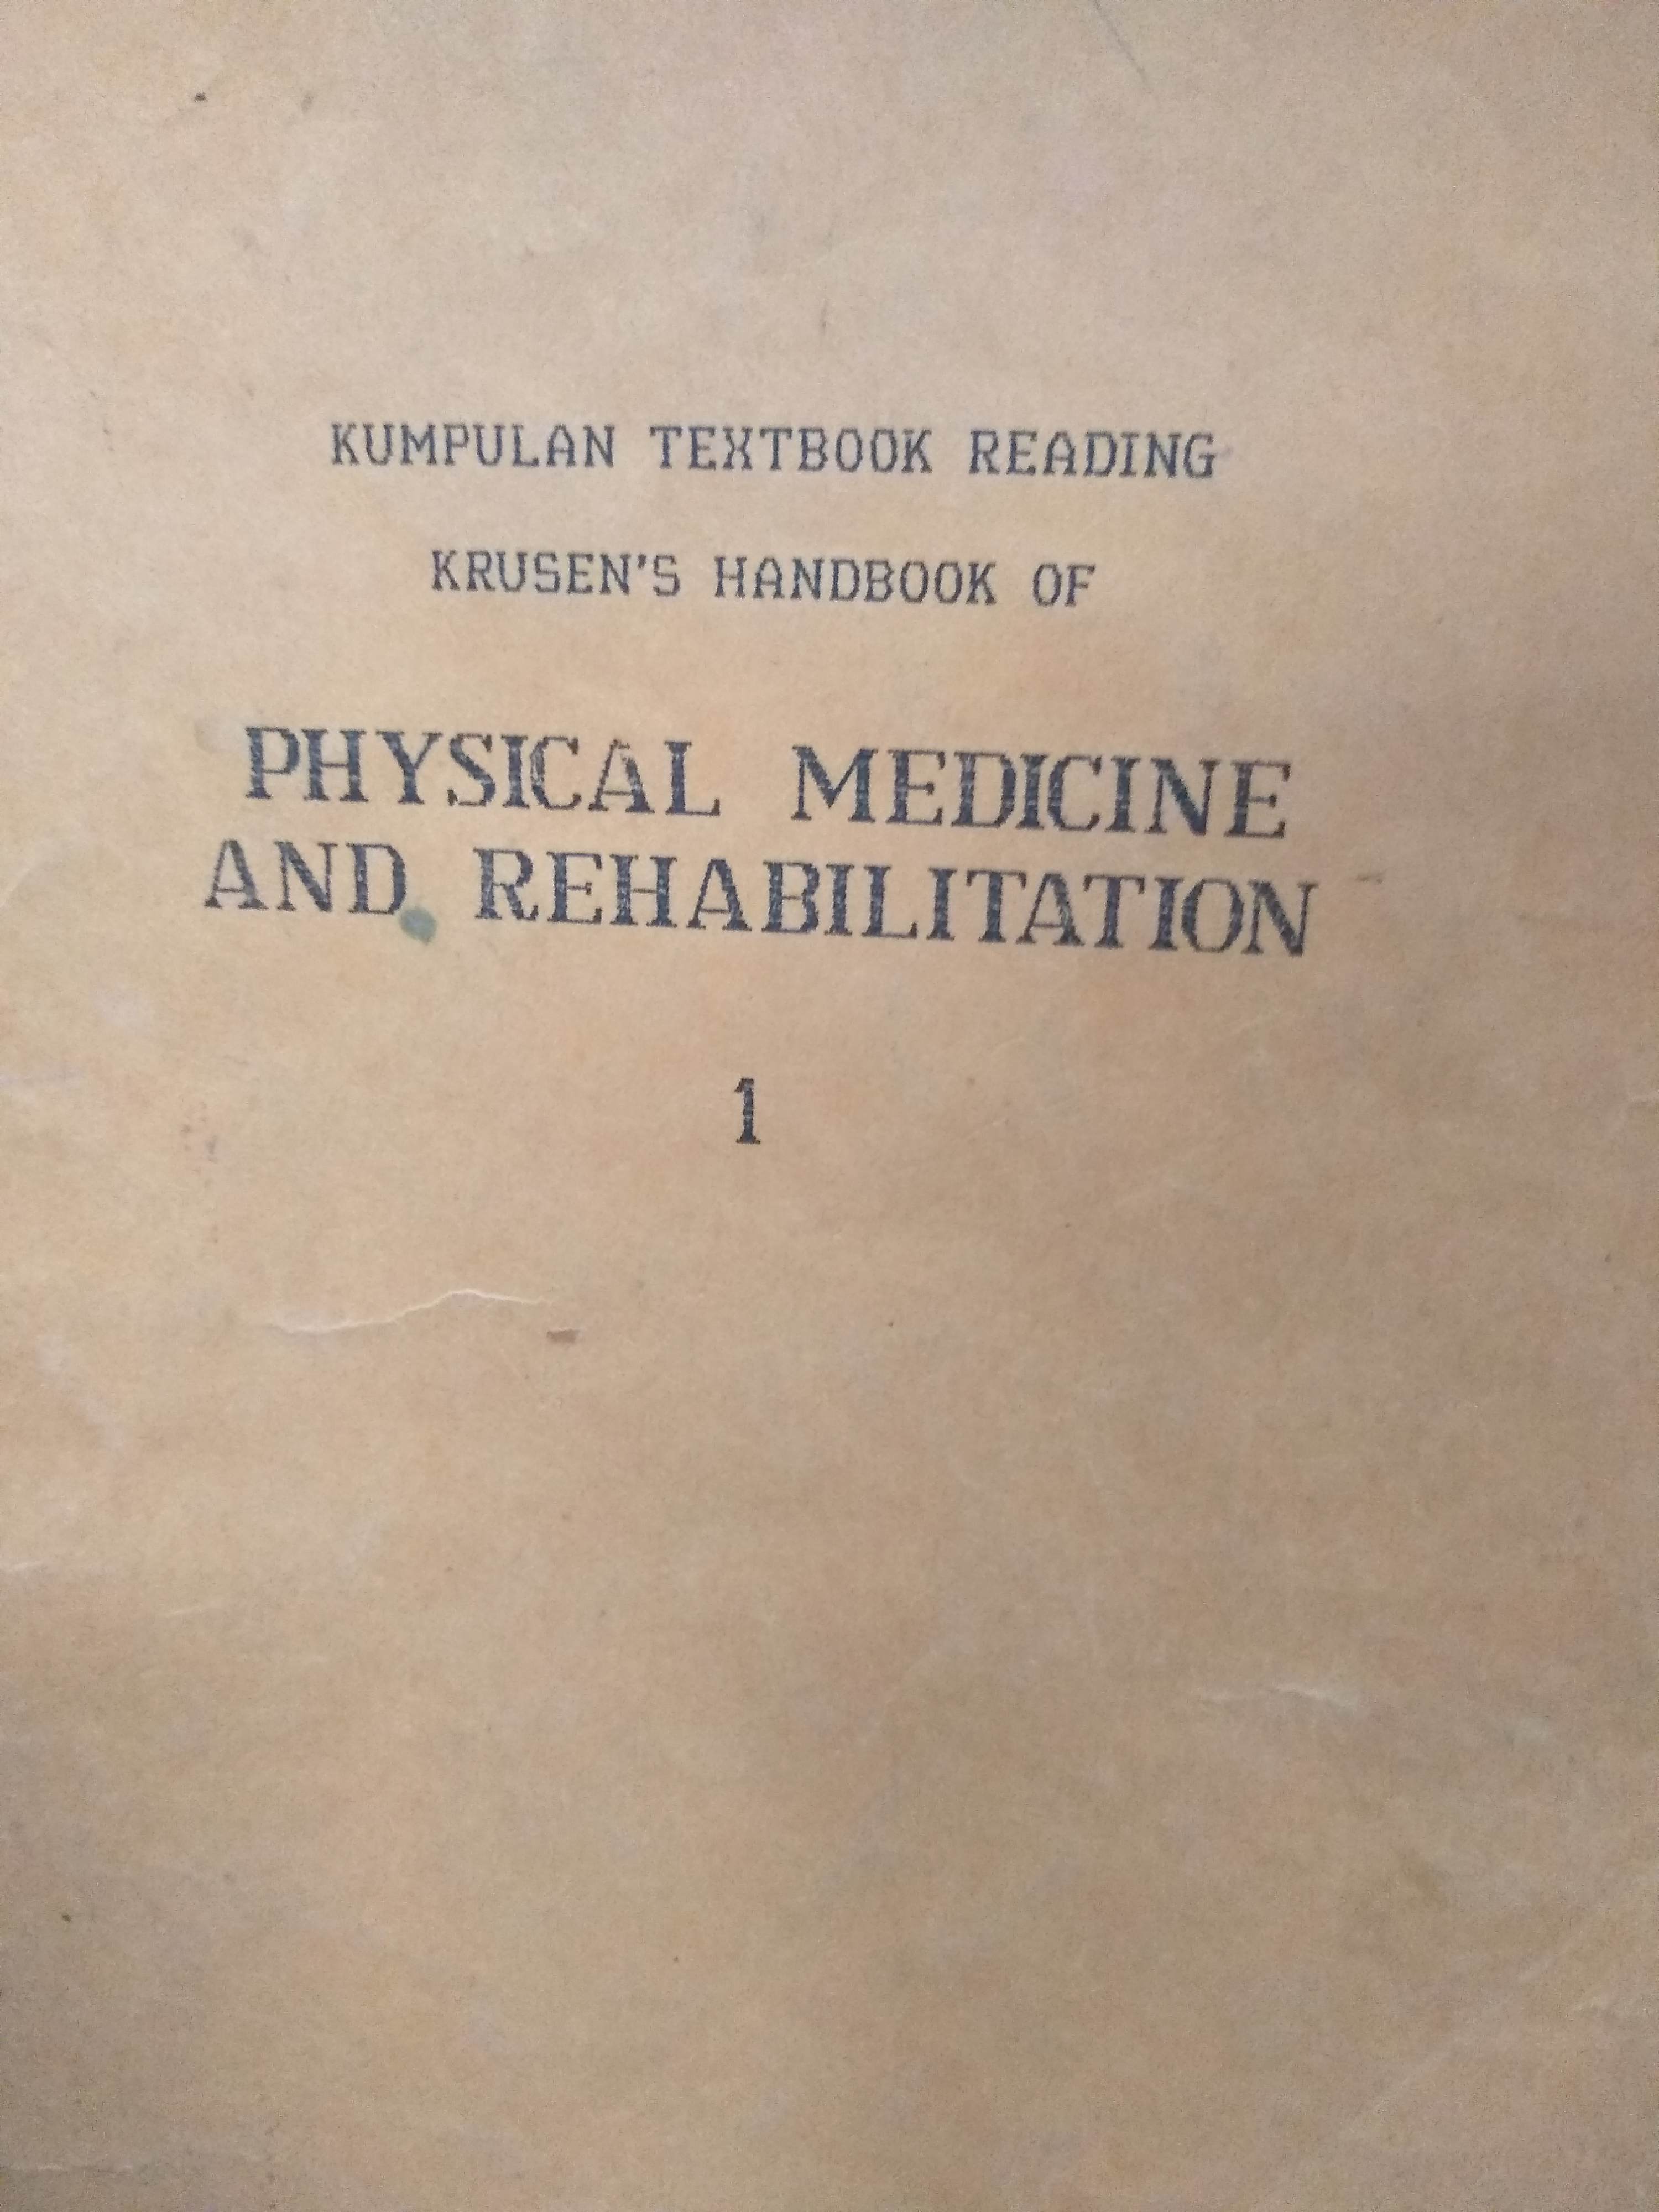 KUMPULAN TEXTBOOK READING
KRUSEN'S HANDBOOK OF
PHYSICAL MEDICINE
AND REHABILITATION
1